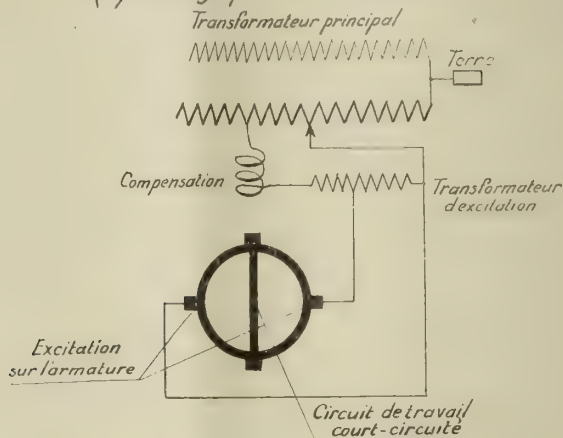 Transformateur principal
Terre
Compensation
Transformateur
d'excitation
Excitation
sur l'armature
Circuit de travail
court-circuité